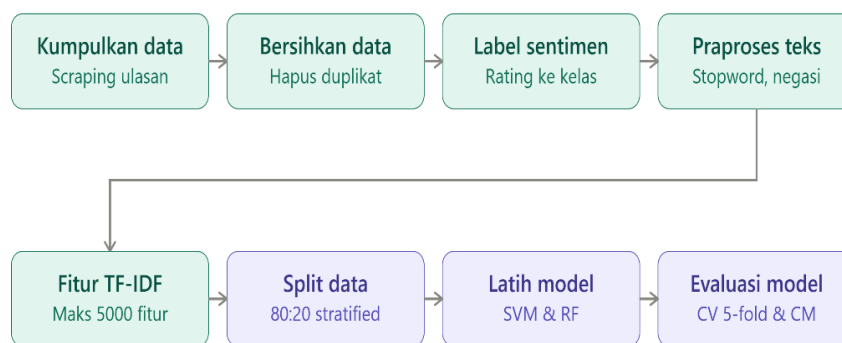 Kumpulkan data
Scraping ulasan
Bersihkan data
Hapus duplikat
Label sentimen
Rating ke kelas
Praproses teks
Stopword, negasi
Fitur TF-IDF
Maks 5000 fitur
Split data
80:20 stratified
Latih model
SVM & RF
Evaluasi model
CV 5-fold & CM